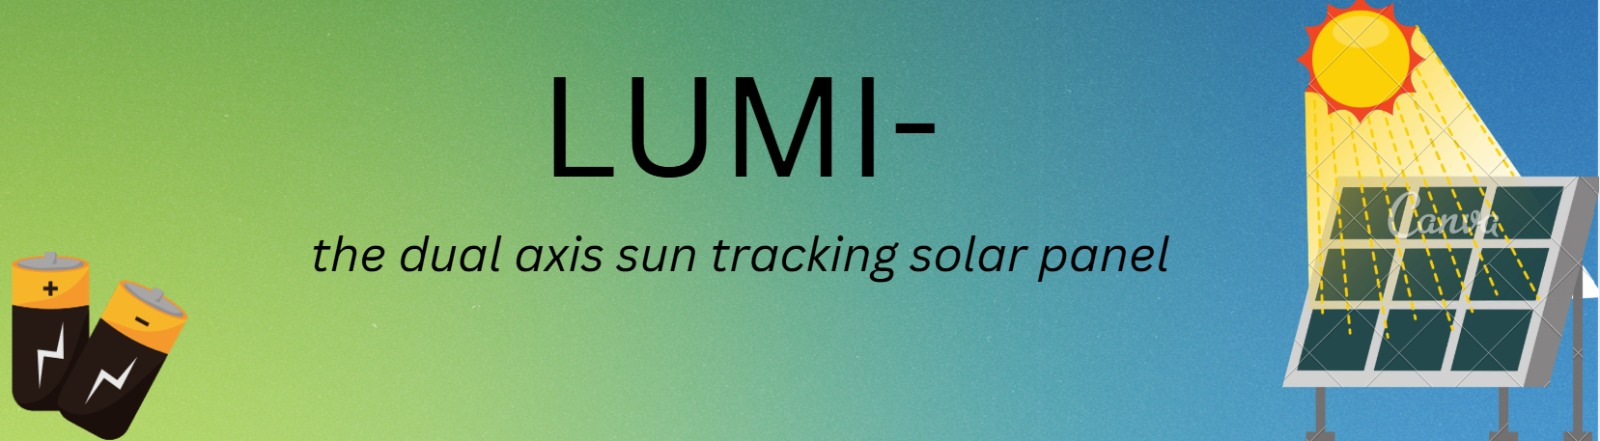 LUMI-
the dual axis sun tracking solar panel
Canva
+
-